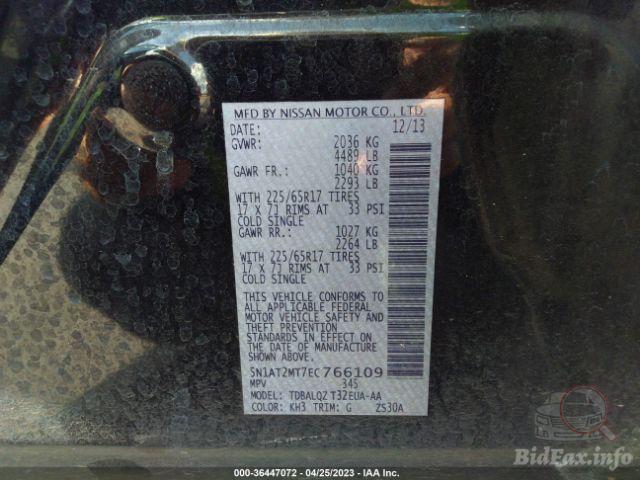 MFD BY NISSAN MOTOR CO., LTD.
DATE: 12/13
GVWR: 2036 KG
4489 LB
GAWR FR.: 1040 KG
2293 LB
WITH 225/65R17 TIRES
17 X 7J RIMS AT 33 PSI
COLD SINGLE
GAWR RR.: 1027 KG
2264 LB
WITH 225/65R17 TIRES
17 X 7J RIMS AT 33 PSI
COLD SINGLE
THIS VEHICLE CONFORMS TO
ALL APPLICABLE FEDERAL
MOTOR VEHICLE SAFETY AND
THEFT PREVENTION
STANDARDS IN EFFECT ON
THE DATE OF MANUFACTURE
SHOWN ABOVE.
5N1AT2MT7EC766109
MPV 345
MODEL: TDBALQZ T32EUA-AA
COLOR: KH3 TRIM: G ZS30A
000-36447072 - 04/25/2023 - IAA Inc.
BidFax.info